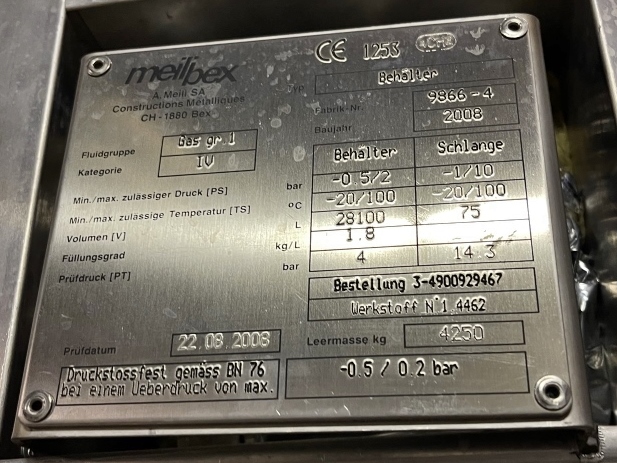 meillbex
A. Meili SA
Constructions Métalliques
CH - 1880 Bex
CE 1253
Typ Behälter
Fabrik-Nr. 9866-4
Baujahr 2008
Fluidgruppe Gas gr.1
Kategorie IV
Behälter Schlange
Min./max. zulässiger Druck [PS] bar -0.5/2 -1/10
Min./max. zulässige Temperatur [TS] °C -20/100 -20/100
Volumen [V] L 28100 75
Füllungsgrad kg/L 1.8
Prüfdruck [PT] bar 4 14.3
Bestellung 3-4900929467
Werkstoff N°1.4462
Prüfdatum 22.08.2008 Leermasse kg 4250
Druckstossfest gemäss BN 76
bei einem Ueberdruck von max. -0.5 / 0.2 bar